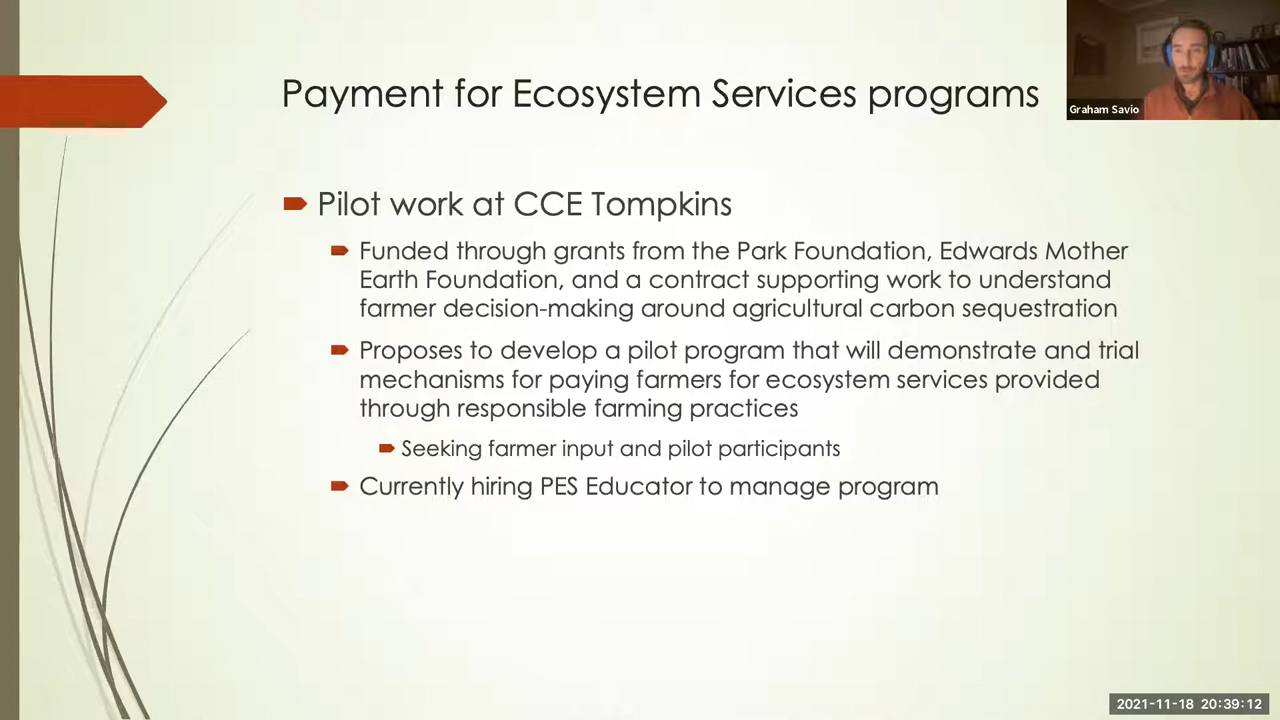 Payment for Ecosystem Services programs
Graham Savio
Pilot work at CCE Tompkins
Funded through grants from the Park Foundation, Edwards Mother
Earth Foundation, and a contract supporting work to understand
farmer decision-making around agricultural carbon sequestration
Proposes to develop a pilot program that will demonstrate and trial
mechanisms for paying farmers for ecosystem services provided
through responsible farming practices
Seeking farmer input and pilot participants
Currently hiring PES Educator to manage program
2021-11-18 20:39:12